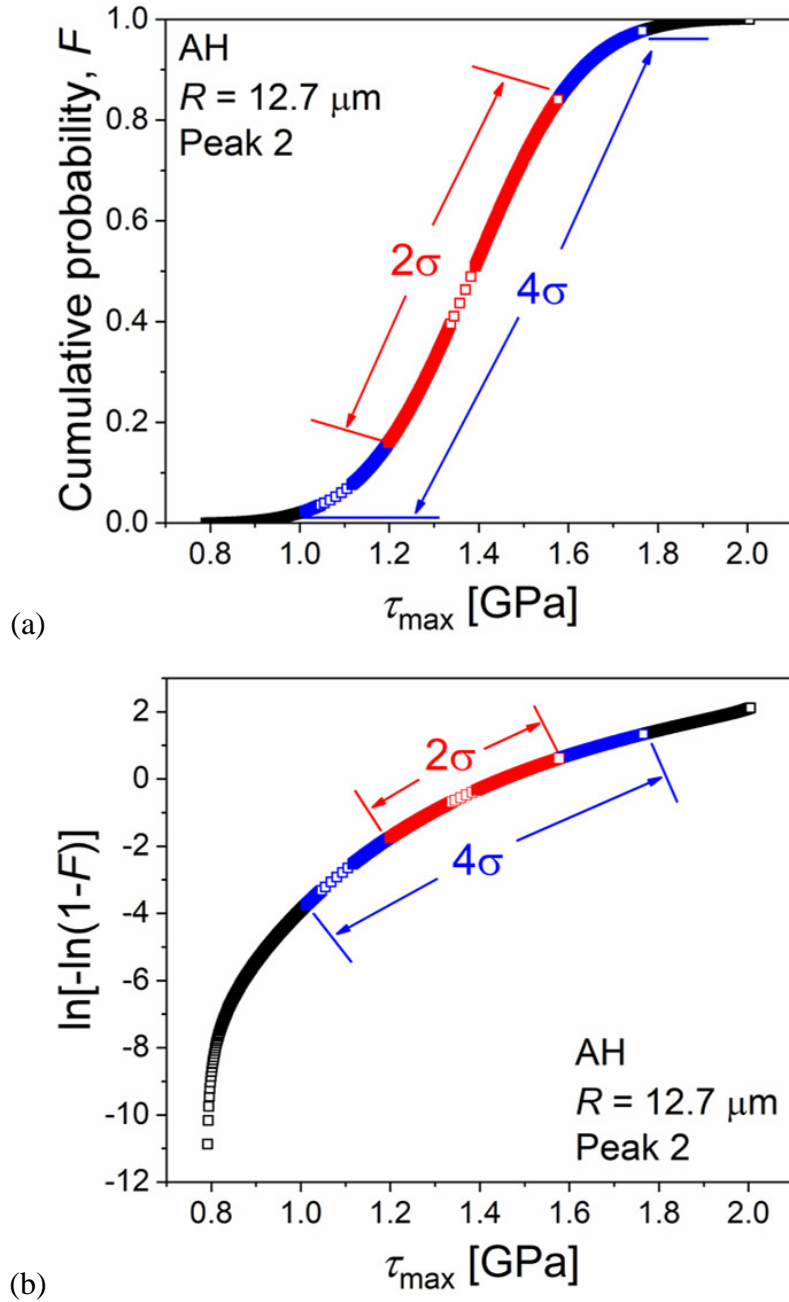 1.0
0.8
0.6
0.4
0.2
0.0
Cumulative probability, F
AH
R = 12.7 μm
Peak 2
2σ
4σ
0.8 1.0 1.2 1.4 1.6 1.8 2.0
τmax [GPa]
(a)
2
0
-2
-4
-6
-8
-10
-12
ln[-ln(1-F)]
2σ
4σ
AH
R = 12.7 μm
Peak 2
0.8 1.0 1.2 1.4 1.6 1.8 2.0
τmax [GPa]
(b)